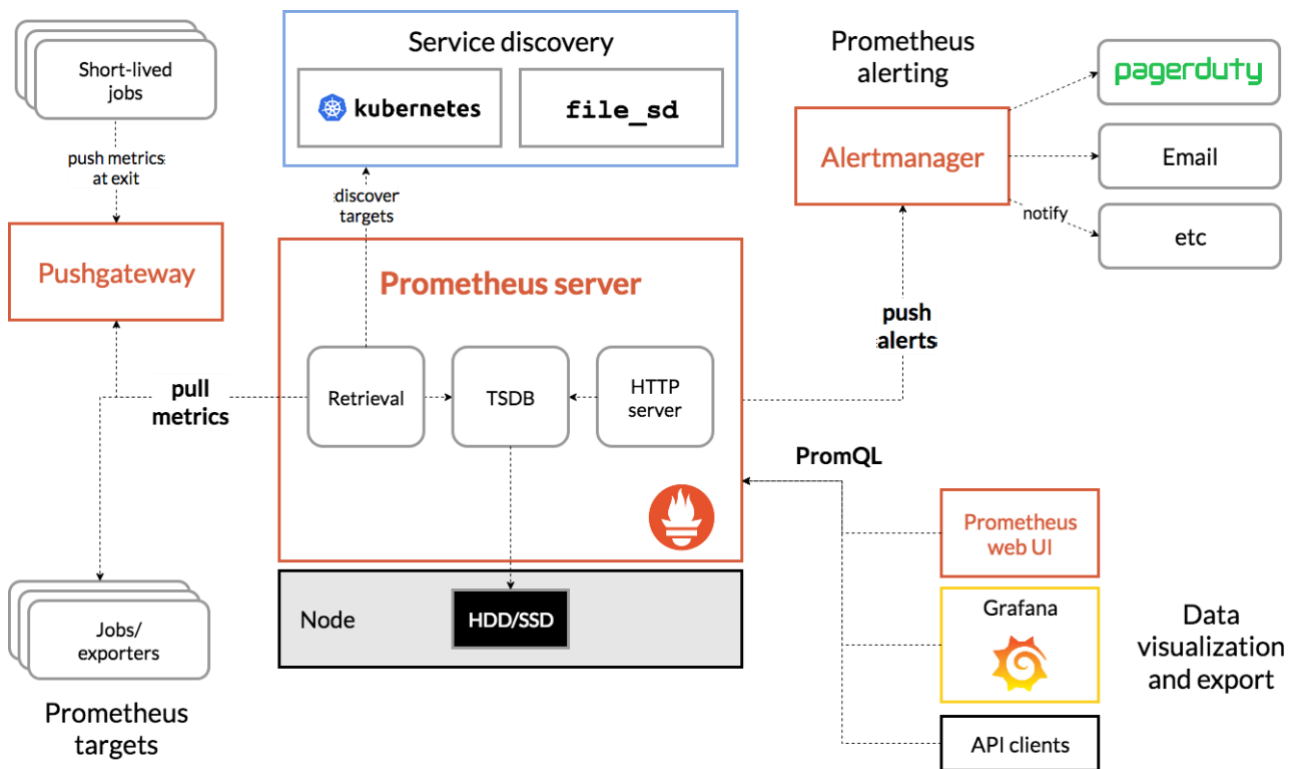 Short-lived
jobs
push metrics
at exit
Pushgateway
pull
metrics
Jobs/
exporters
Prometheus
targets
Service discovery
kubernetes
file_sd
discover
targets
Prometheus server
Retrieval
TSDB
HTTP
server
Node
HDD/SSD
Prometheus
alerting
Alertmanager
pagerduty
Email
notify
etc
push
alerts
PromQL
Prometheus
web UI
Grafana
API clients
Data
visualization
and export